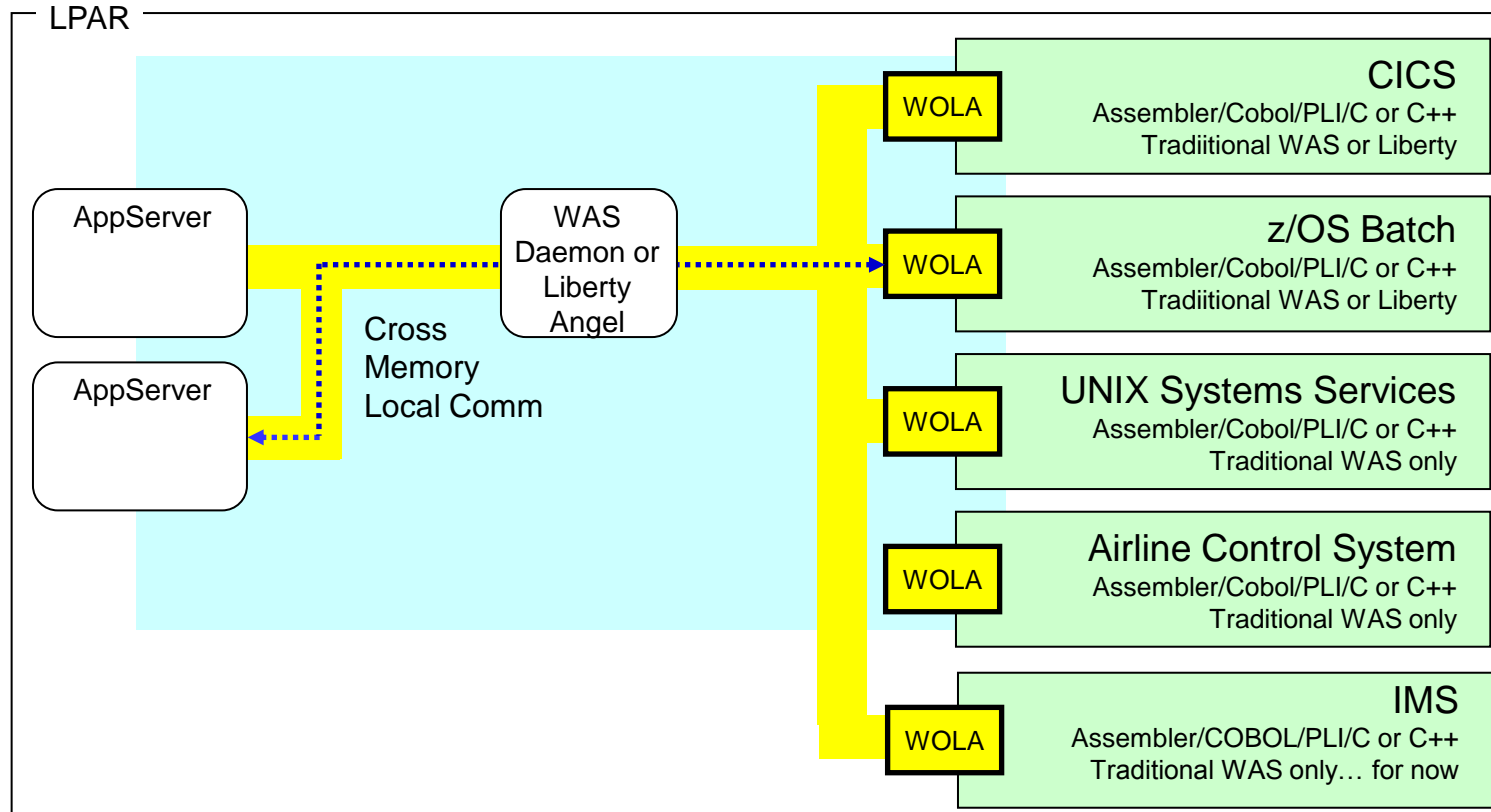 LPAR
AppServer
AppServer
Cross
Memory
Local Comm
WAS
Daemon or
Liberty
Angel
WOLA
CICS
Assembler/Cobol/PLI/C or C++
Tradiitional WAS or Liberty
WOLA
z/OS Batch
Assembler/Cobol/PLI/C or C++
Tradiitional WAS or Liberty
WOLA
UNIX Systems Services
Assembler/Cobol/PLI/C or C++
Traditional WAS only
WOLA
Airline Control System
Assembler/Cobol/PLI/C or C++
Traditional WAS only
WOLA
IMS
Assembler/COBOL/PLI/C or C++
Traditional WAS only… for now